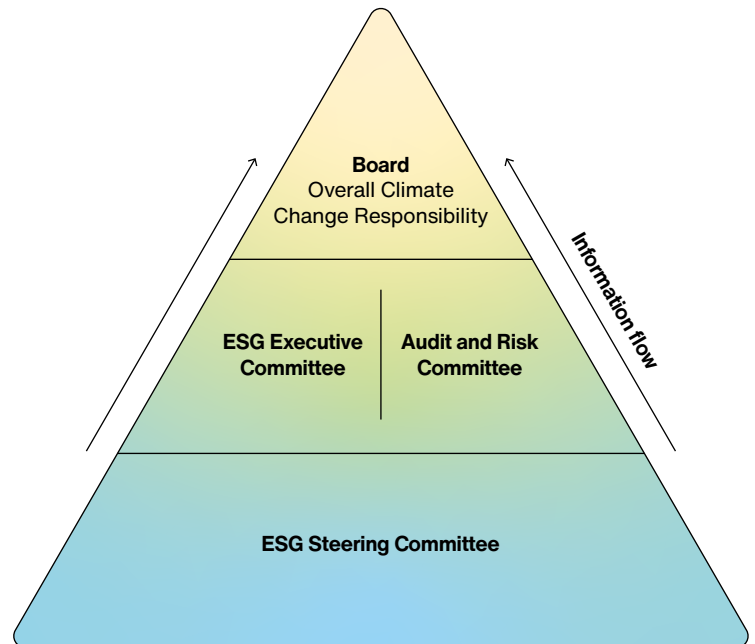 Board
Overall Climate
Change Responsibility
Information flow
ESG Executive
Committee
Audit and Risk
Committee
ESG Steering Committee